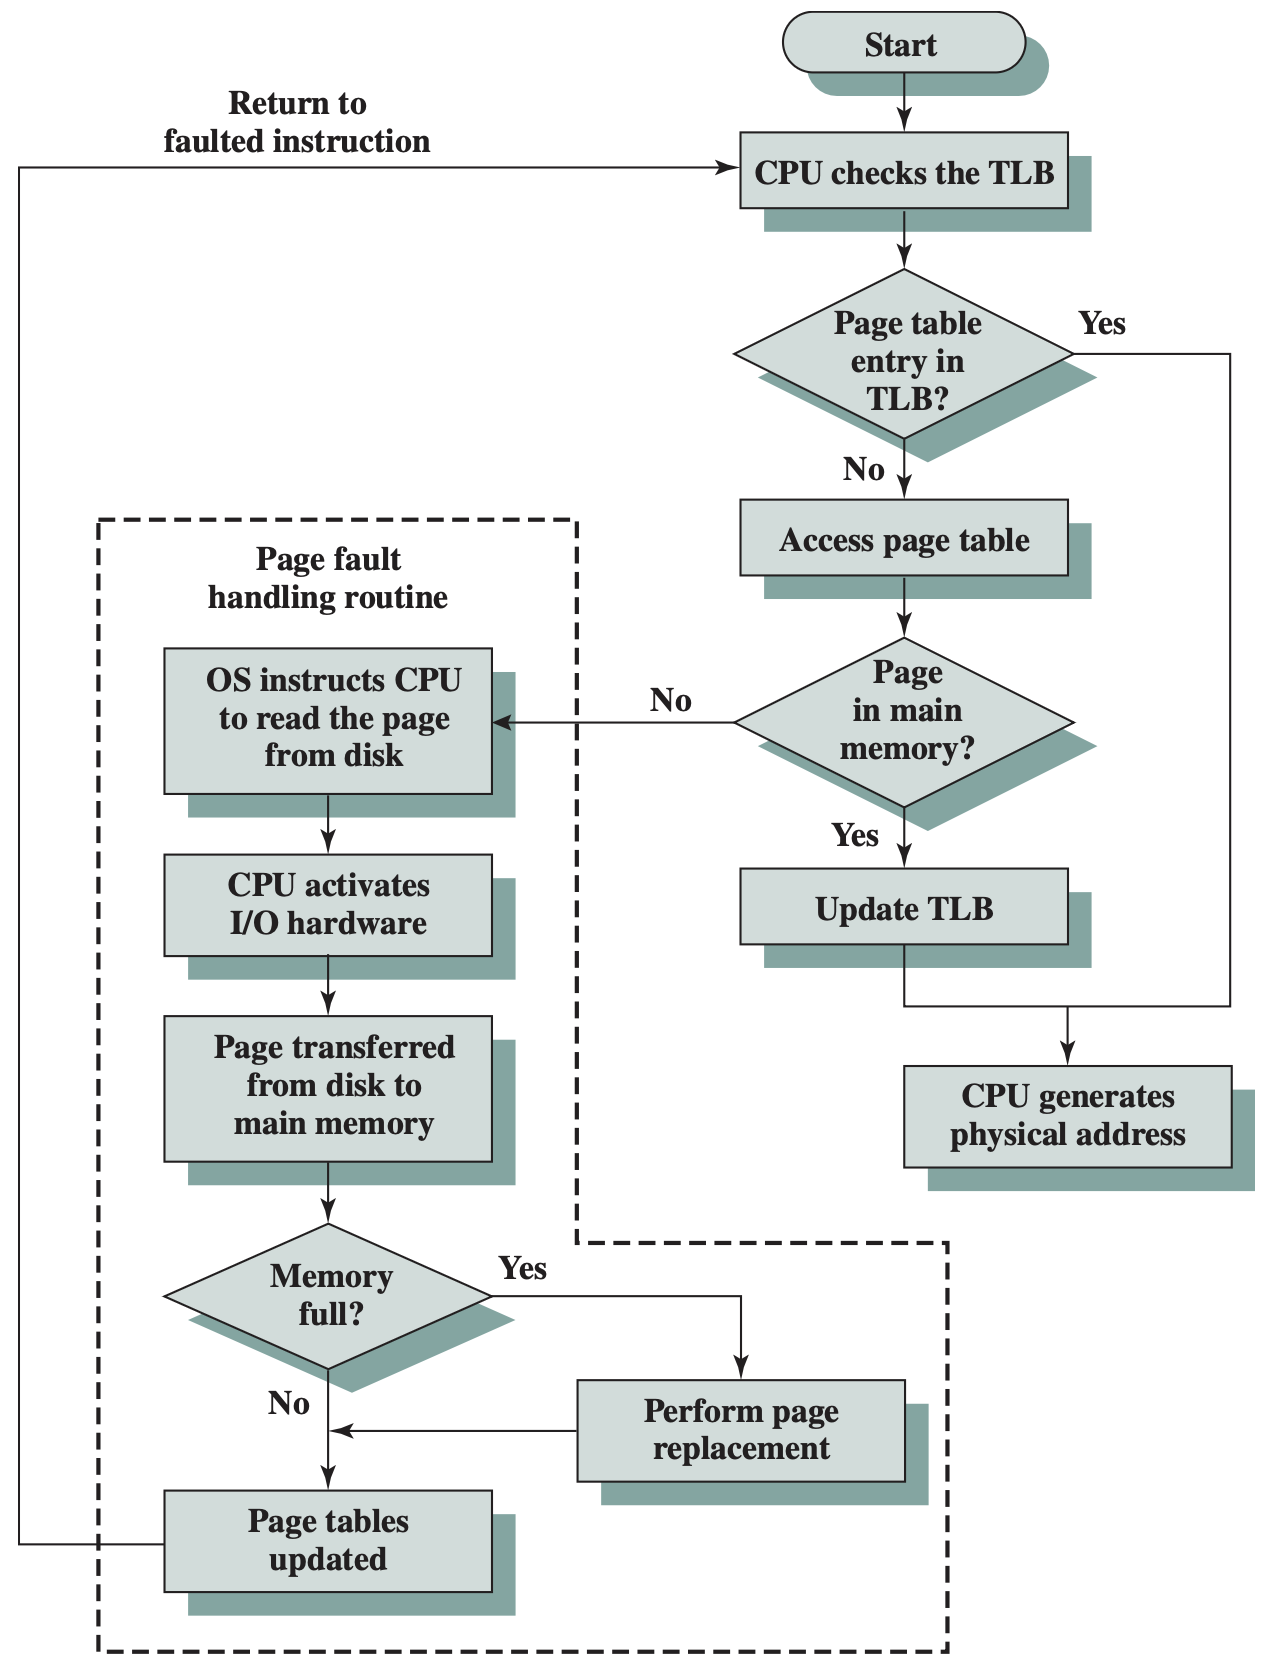 Start
Return to
faulted instruction
CPU checks the TLB
Page table
entry in
TLB?
Yes
No
Access page table
Page fault
handling routine
OS instructs CPU
to read the page
from disk
No
Page
in main
memory?
Yes
CPU activates
I/O hardware
Update TLB
Page transferred
from disk to
main memory
CPU generates
physical address
Memory
full?
Yes
No
Perform page
replacement
Page tables
updated